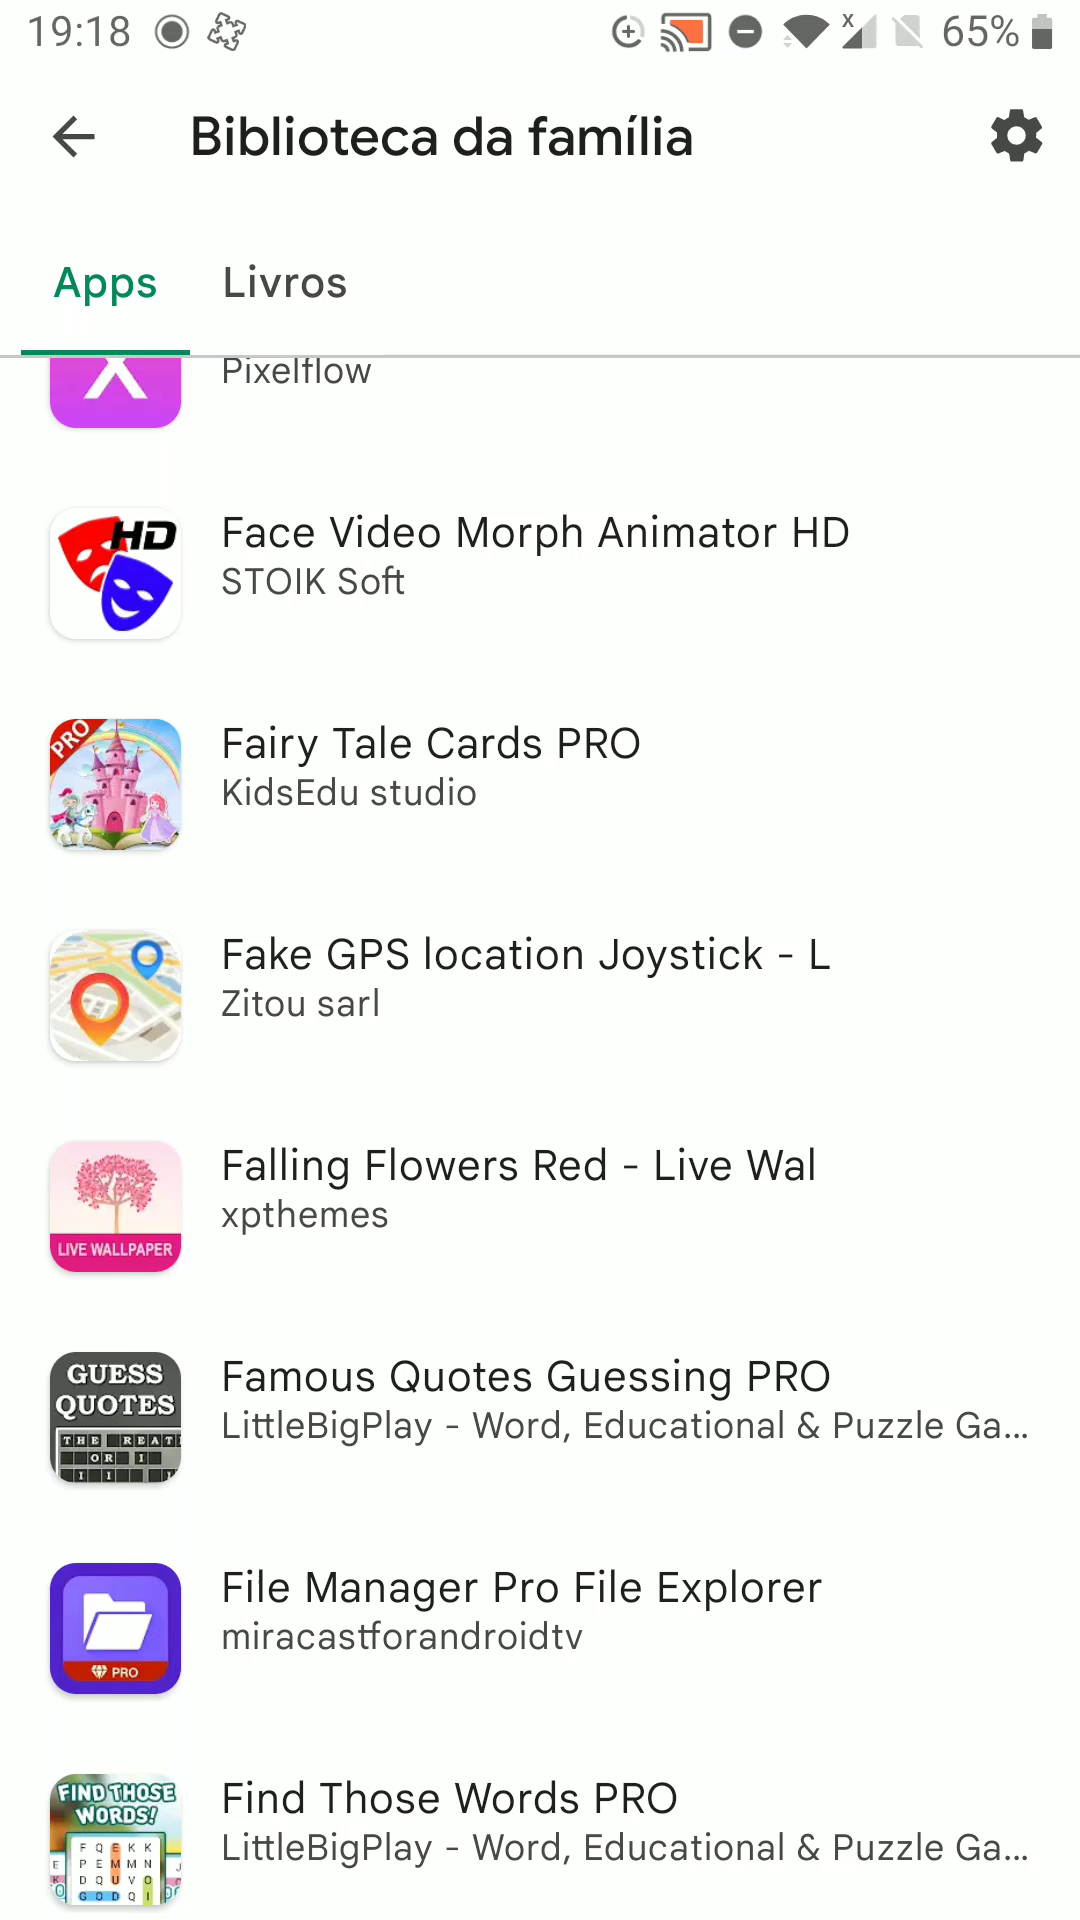 19:18
65%
Biblioteca da família
Apps
Livros
Pixelflow
HD
Face Video Morph Animator HD
STOIK Soft
PRO
Fairy Tale Cards PRO
KidsEdu studio
Fake GPS location Joystick - L
Zitou sarl
LIVE WALLPAPER
Falling Flowers Red - Live Wal
xpthemes
GUESS
QUOTES
THE REAT
OR I
I I
Famous Quotes Guessing PRO
LittleBigPlay - Word, Educational & Puzzle Ga...
PRO
File Manager Pro File Explorer
miracastforandroidtv
FIND THOSE
WORDS!
F Q E K K
P E M M N
D Q U V O
G O D Q I
Find Those Words PRO
LittleBigPlay - Word, Educational & Puzzle Ga...